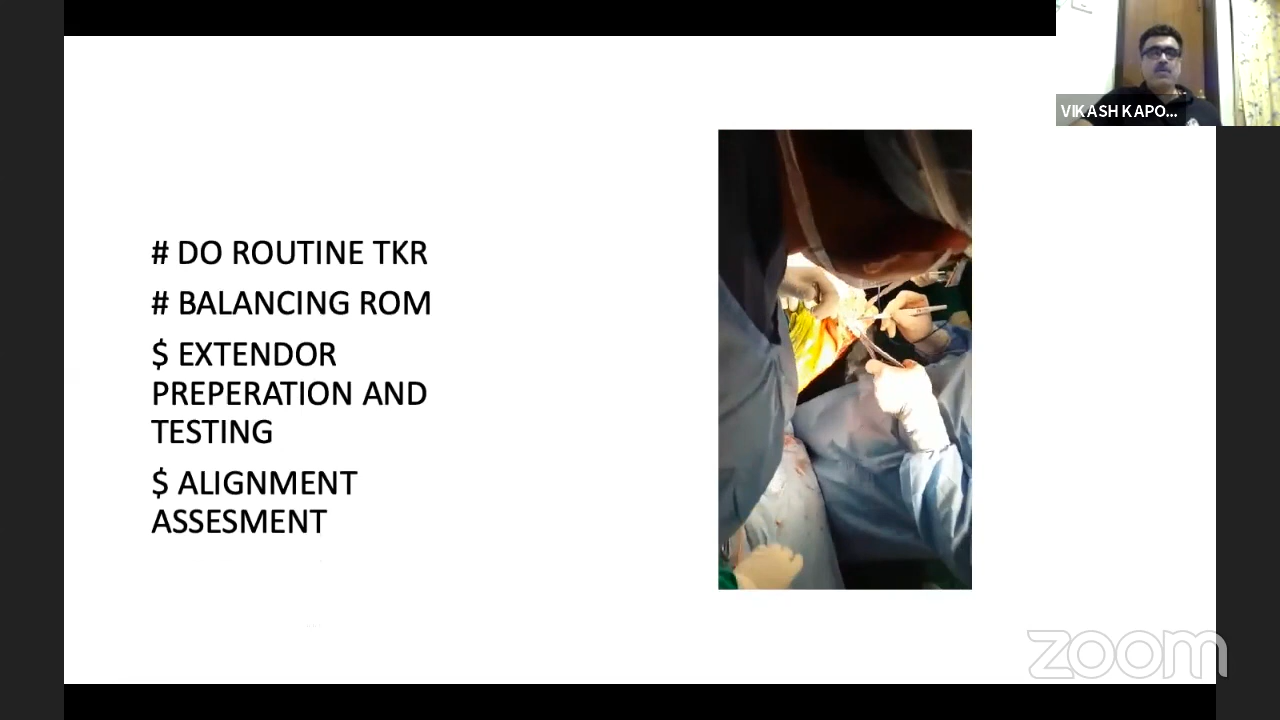 VIKASH KAPO...
# DO ROUTINE TKR
# BALANCING ROM
$ EXTENDOR
PREPERATION AND
TESTING
$ ALIGNMENT
ASSESMENT
zoom